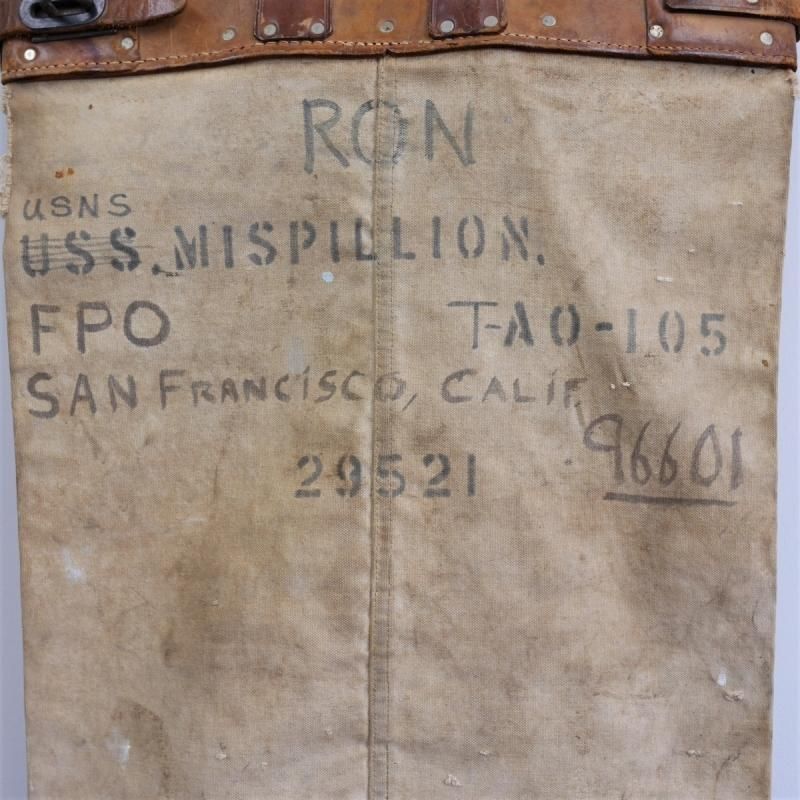 RON
USNS
USS. MISPILLION.
FPO T-AO-105
SAN FRANCISCO, CALIF.
96601
29521